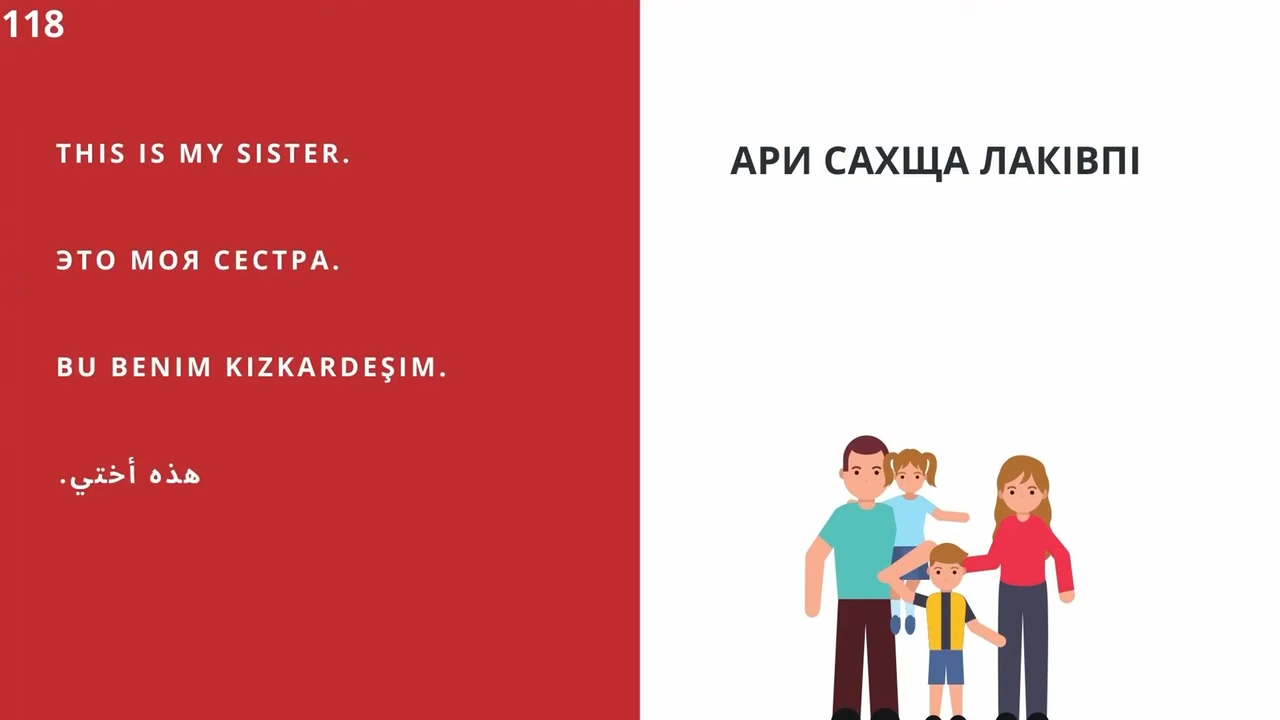 118
THIS IS MY SISTER.
ЭТО МОЯ СЕСТРА.
BU BENIM KIZKARDEŞIM.
هذه أختي.
АРИ САХЩА ЛАКІВПІ